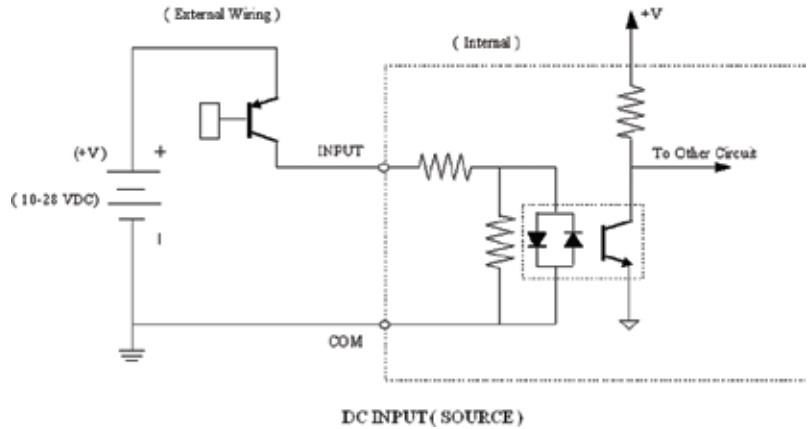 ( External Wiring )
+V
( Internal )
INPUT
To Other Circuit
(+V)
+
( 10-28 VDC)
–
COM
DC INPUT ( SOURCE )